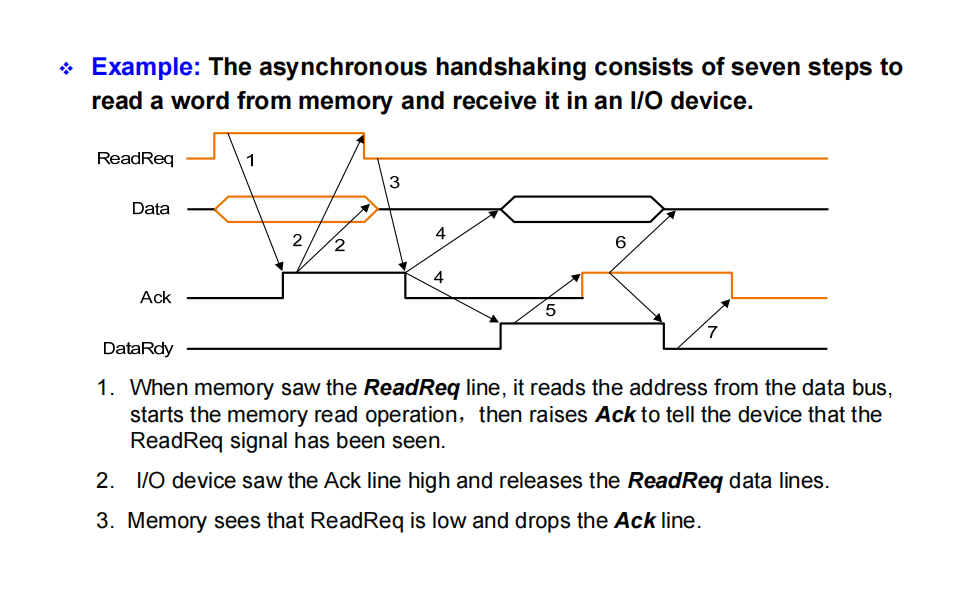 ❖ Example: The asynchronous handshaking consists of seven steps to
read a word from memory and receive it in an I/O device.
ReadReq
1
3
Data
2
2
4
6
4
Ack
5
7
DataRdy
1. When memory saw the ReadReq line, it reads the address from the data bus,
starts the memory read operation，then raises Ack to tell the device that the
ReadReq signal has been seen.
2. I/O device saw the Ack line high and releases the ReadReq data lines.
3. Memory sees that ReadReq is low and drops the Ack line.